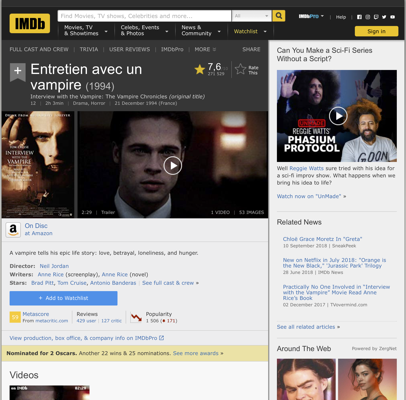 IMDb
Find Movies, TV shows, Celebrities and more...
All
Movies, TV
& Showtimes
Celebs, Events
& Photos
News &
Community
Watchlist
IMDbPro
Help
Sign in
FULL CAST AND CREW | TRIVIA | USER REVIEWS | IMDbPro | MORE
SHARE
Entretien avec un
vampire (1994)
Interview with the Vampire: The Vampire Chronicles (original title)
12 | 2h 3min | Drama, Horror | 21 December 1994 (France)
7,6
Rate
This
INTERVIEW
WITH THE
VAMPIRE
2:29 | Trailer
1 VIDEO | 53 IMAGES
On Disc
at Amazon
A vampire tells his epic life story: love, betrayal, loneliness, and hunger.
Director: Neil Jordan
Writers: Anne Rice (screenplay), Anne Rice (novel)
Stars: Brad Pitt, Tom Cruise, Antonio Banderas | See full cast & crew »
+ Add to Watchlist
Metascore
From metacritic.com
Reviews
429 user | 127 critic
Popularity
1 506 (171)
View production, box office, & company info on IMDbPro
Nominated for 2 Oscars. Another 22 wins & 25 nominations. See more awards »
Videos
Can You Make a Sci-Fi Series
Without a Script?
REGGIE WATTS'
PHASIUM
PROTOCOL
Well Reggie Watts sure tried with his idea for
a sci-fi improv show. What happens when we
bring his idea to life?
Watch now on "UnMade" »
Related News
Chloë Grace Moretz In "Greta"
10 September 2018 | SneakPeek
New on Netflix in July 2018: "Orange is
the New Black," 'Jurassic Park' Trilogy
28 June 2018 | IMDb News
Practically No One Involved in "Interview
with the Vampire" Movie Read Anne
Rice's Book
02 December 2017 | TVovermind.com
See all related articles »
Around The Web
Powered by ZergNet